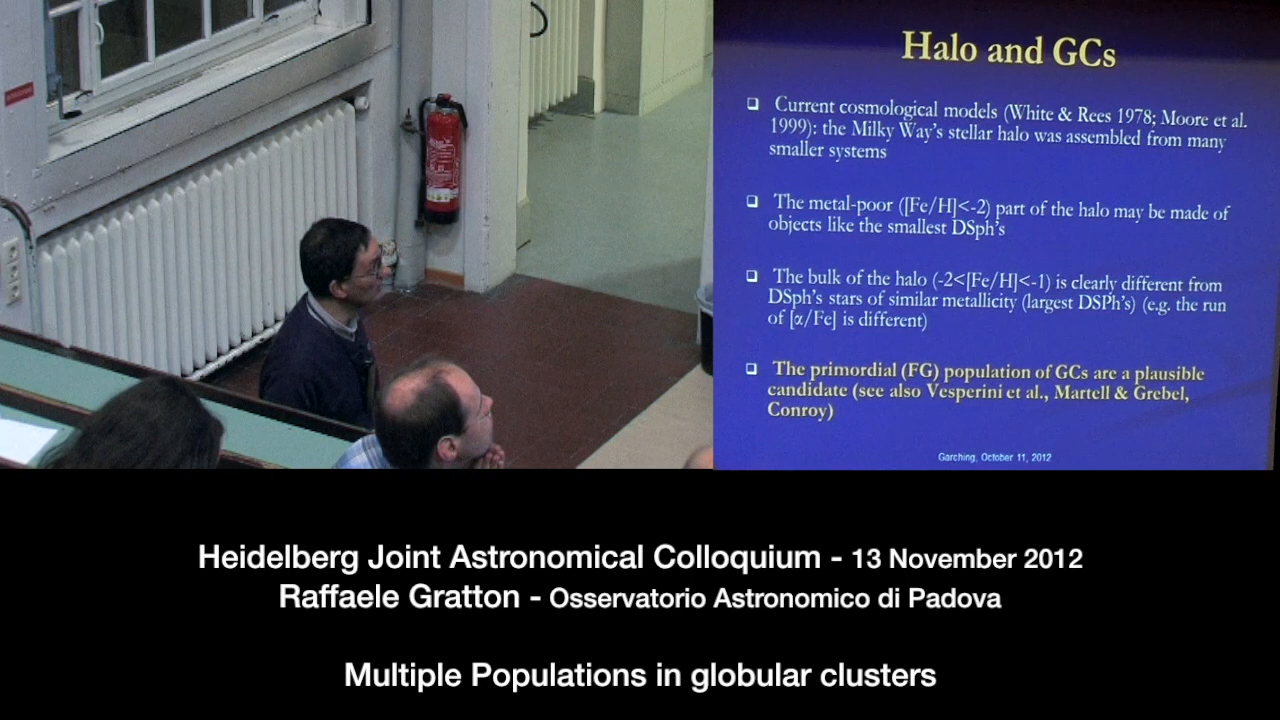 Halo and GCs
❑ Current cosmological models (White & Rees 1978; Moore et al.
1999): the Milky Way's stellar halo was assembled from many
smaller systems
❑ The metal-poor ([Fe/H]<-2) part of the halo may be made of
objects like the smallest DSph's
❑ The bulk of the halo (-2<[Fe/H]<-1) is clearly different from
DSph's stars of similar metallicity (largest DSPh's) (e.g. the run
of [α/Fe] is different)
❑ The primordial (FG) population of GCs are a plausible
candidate (see also Vesperini et al., Martell & Grebel,
Conroy)
Garching, October 11, 2012
Heidelberg Joint Astronomical Colloquium - 13 November 2012
Raffaele Gratton - Osservatorio Astronomico di Padova
Multiple Populations in globular clusters